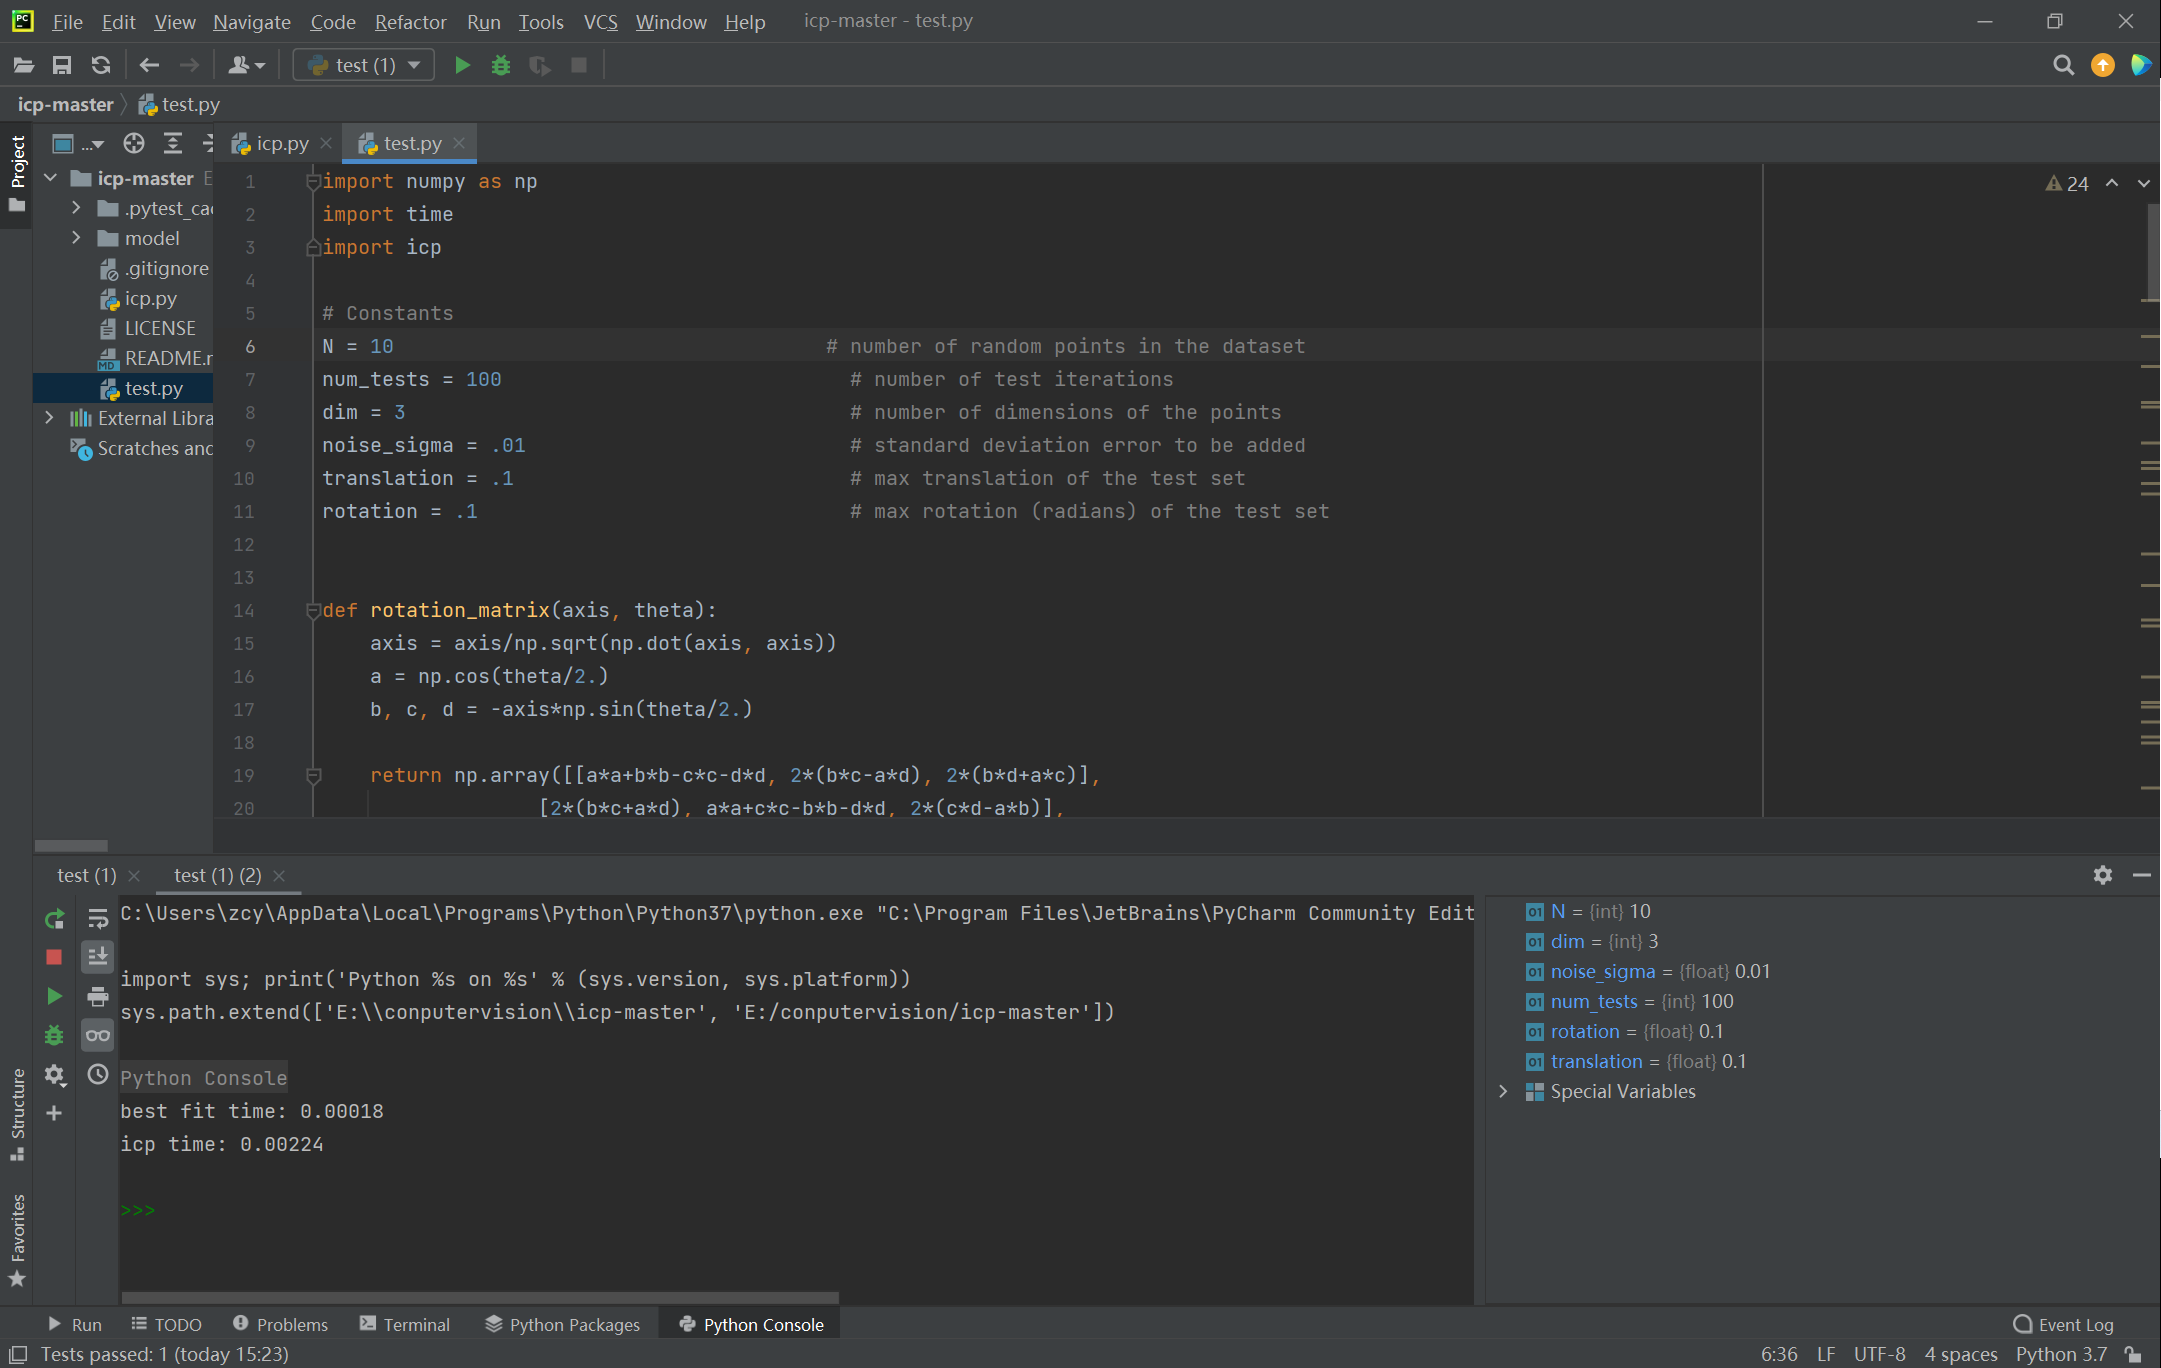 PC File Edit View Navigate Code Refactor Run Tools VCS Window Help icp-master - test.py
test (1)
icp-master test.py
Project
... icp.py test.py
icp-master E
.pytest_cac
model
.gitignore
icp.py
LICENSE
README.r
test.py
External Libra
Scratches and
24
1 import numpy as np
2 import time
3 import icp
4
5 # Constants
6 N = 10 # number of random points in the dataset
7 num_tests = 100 # number of test iterations
8 dim = 3 # number of dimensions of the points
9 noise_sigma = .01 # standard deviation error to be added
10 translation = .1 # max translation of the test set
11 rotation = .1 # max rotation (radians) of the test set
12
13
14 def rotation_matrix(axis, theta):
15 axis = axis/np.sqrt(np.dot(axis, axis))
16 a = np.cos(theta/2.)
17 b, c, d = -axis*np.sin(theta/2.)
18
19 return np.array([[a*a+b*b-c*c-d*d, 2*(b*c-a*d), 2*(b*d+a*c)],
20 [2*(b*c+a*d), a*a+c*c-b*b-d*d, 2*(c*d-a*b)],
test (1) test (1) (2)
C:\Users\zcy\AppData\Local\Programs\Python\Python37\python.exe "C:\Program Files\JetBrains\PyCharm Community Edit
import sys; print('Python %s on %s' % (sys.version, sys.platform))
sys.path.extend(['E:\\conputervision\\icp-master', 'E:/conputervision/icp-master'])
Python Console
best fit time: 0.00018
icp time: 0.00224
>>>
01 N = {int} 10
01 dim = {int} 3
01 noise_sigma = {float} 0.01
01 num_tests = {int} 100
01 rotation = {float} 0.1
01 translation = {float} 0.1
Special Variables
Structure
Favorites
Run TODO Problems Terminal Python Packages Python Console Event Log
Tests passed: 1 (today 15:23) 6:36 LF UTF-8 4 spaces Python 3.7